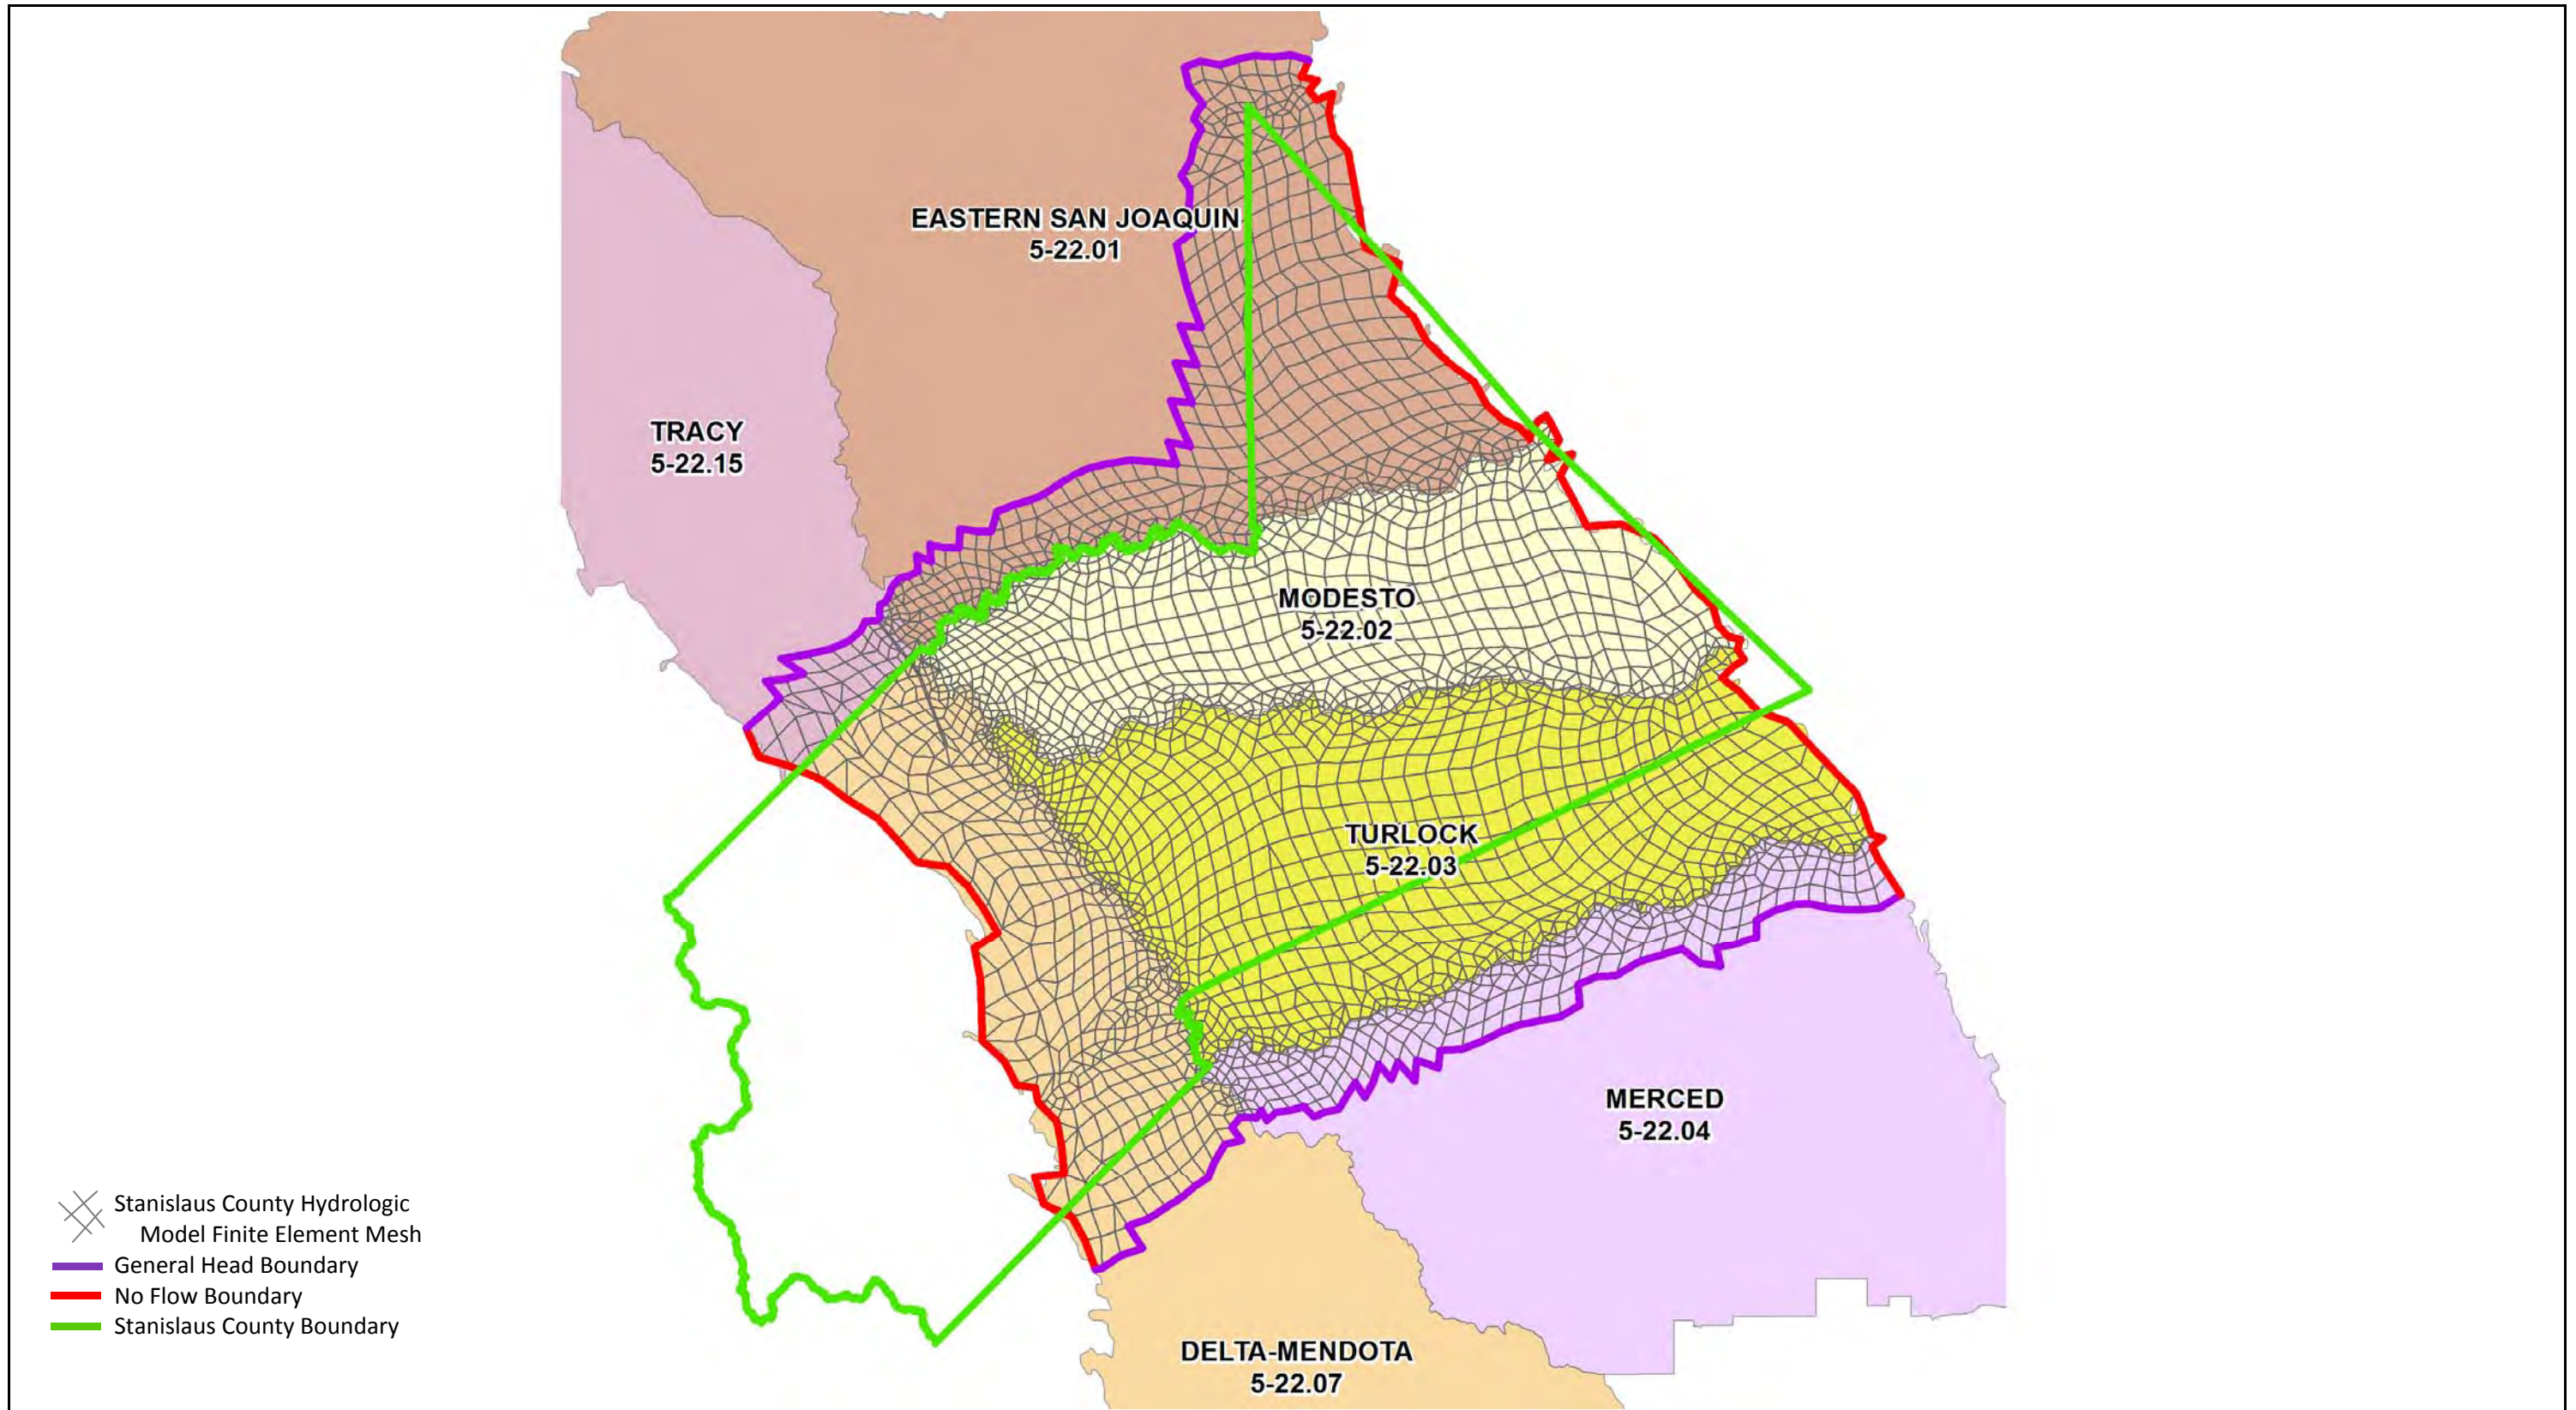 EASTERN SAN JOAQUIN
5-22.01
TRACY
5-22.15
MODESTO
5-22.02
TURLOCK
5-22.03
MERCED
5-22.04
DELTA-MENDOTA
5-22.07
Stanislaus County Hydrologic
Model Finite Element Mesh
General Head Boundary
No Flow Boundary
Stanislaus County Boundary